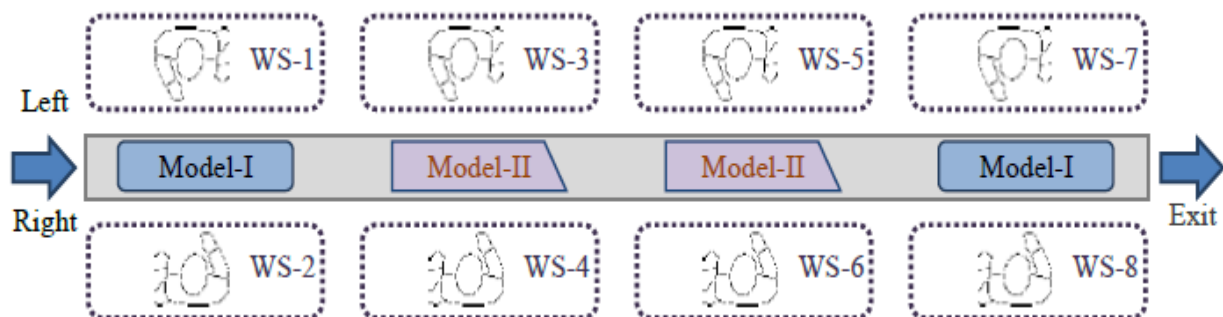 WS-1
WS-3
WS-5
WS-7
Left
Model-I
Model-II
Model-II
Model-I
Right
Exit
WS-2
WS-4
WS-6
WS-8